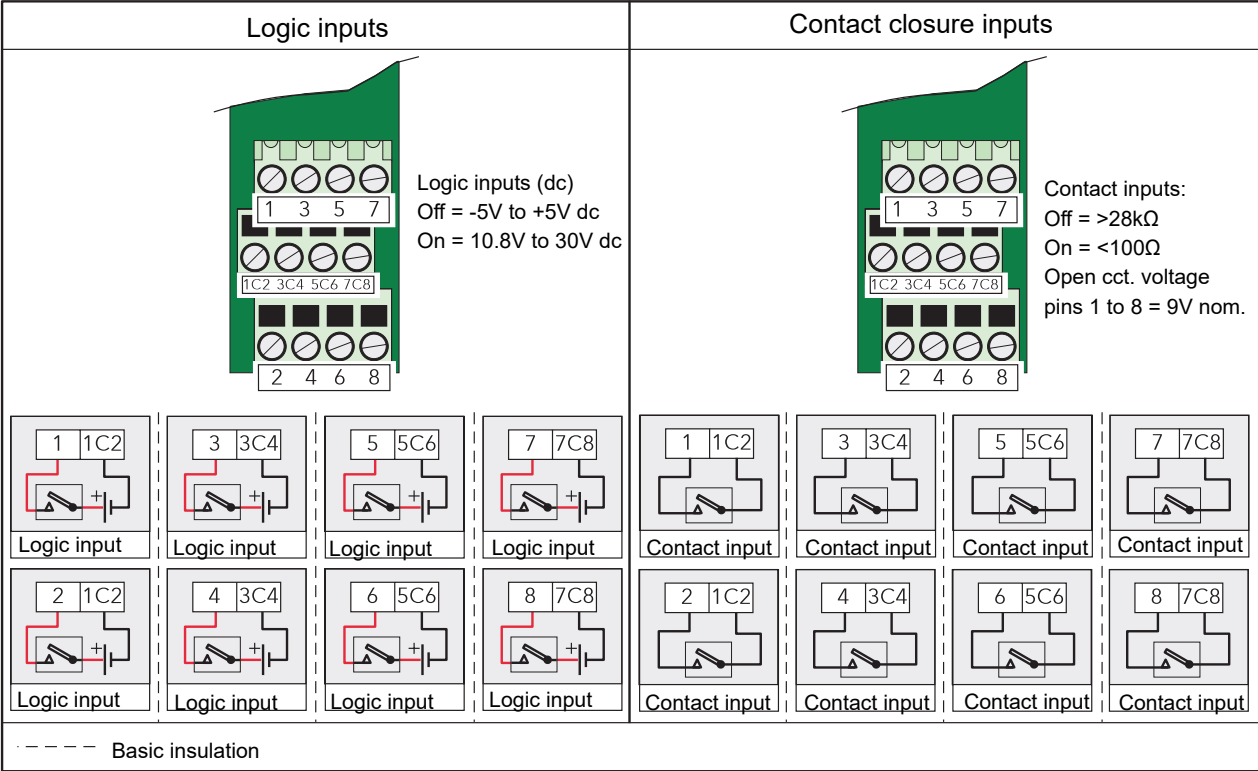 Logic inputs
Contact closure inputs
1 3 5 7
Logic inputs (dc)
Off = -5V to +5V dc
On = 10.8V to 30V dc
1C2 3C4 5C6 7C8
2 4 6 8
1 3 5 7
Contact inputs:
Off = >28kΩ
On = <100Ω
Open cct. voltage
pins 1 to 8 = 9V nom.
1C2 3C4 5C6 7C8
2 4 6 8
1 1C2
+
Logic input
3 3C4
+
Logic input
5 5C6
+
Logic input
7 7C8
+
Logic input
1 1C2
Contact input
3 3C4
Contact input
5 5C6
Contact input
7 7C8
Contact input
2 1C2
+
Logic input
4 3C4
+
Logic input
6 5C6
+
Logic input
8 7C8
+
Logic input
2 1C2
Contact input
4 3C4
Contact input
6 5C6
Contact input
8 7C8
Contact input
Basic insulation